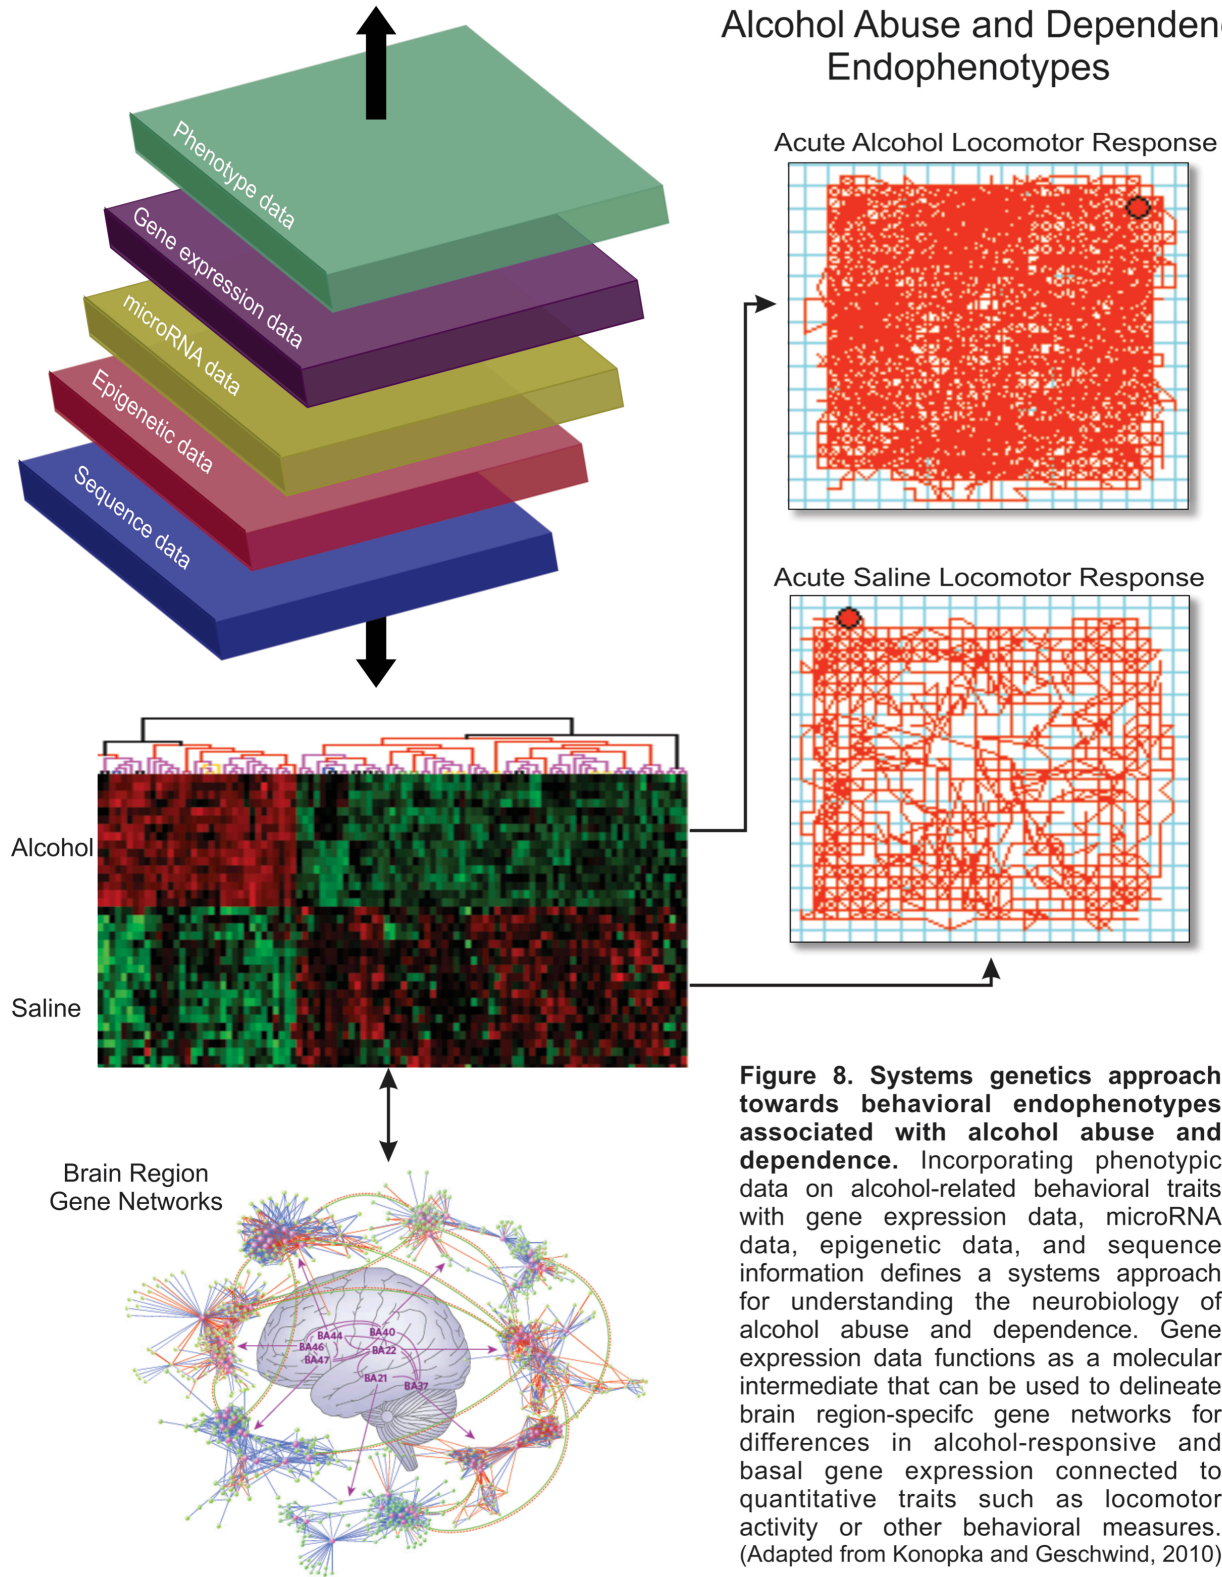 Alcohol Abuse and Dependenc
Endophenotypes
Phenotype data
Gene expression data
microRNA data
Epigenetic data
Sequence data
Acute Alcohol Locomotor Response
Acute Saline Locomotor Response
Alcohol
Saline
Brain Region
Gene Networks
BA44
BA40
BA46
BA22
BA47
BA21
BA37
Figure 8. Systems genetics approach
towards behavioral endophenotypes
associated with alcohol abuse and
dependence. Incorporating phenotypic
data on alcohol-related behavioral traits
with gene expression data, microRNA
data, epigenetic data, and sequence
information defines a systems approach
for understanding the neurobiology of
alcohol abuse and dependence. Gene
expression data functions as a molecular
intermediate that can be used to delineate
brain region-specifc gene networks for
differences in alcohol-responsive and
basal gene expression connected to
quantitative traits such as locomotor
activity or other behavioral measures.
(Adapted from Konopka and Geschwind, 2010)